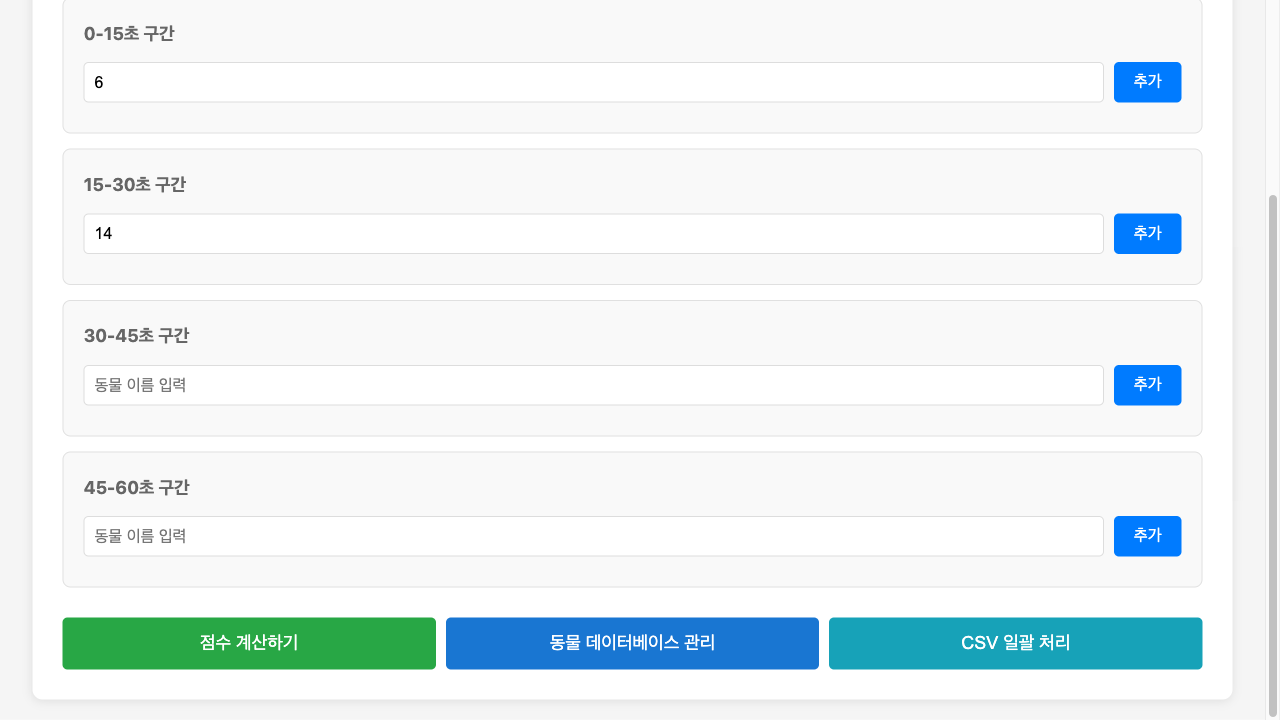 0-15초 구간
6
추가
15-30초 구간
14
추가
30-45초 구간
동물 이름 입력
추가
45-60초 구간
동물 이름 입력
추가
점수 계산하기
동물 데이터베이스 관리
CSV 일괄 처리